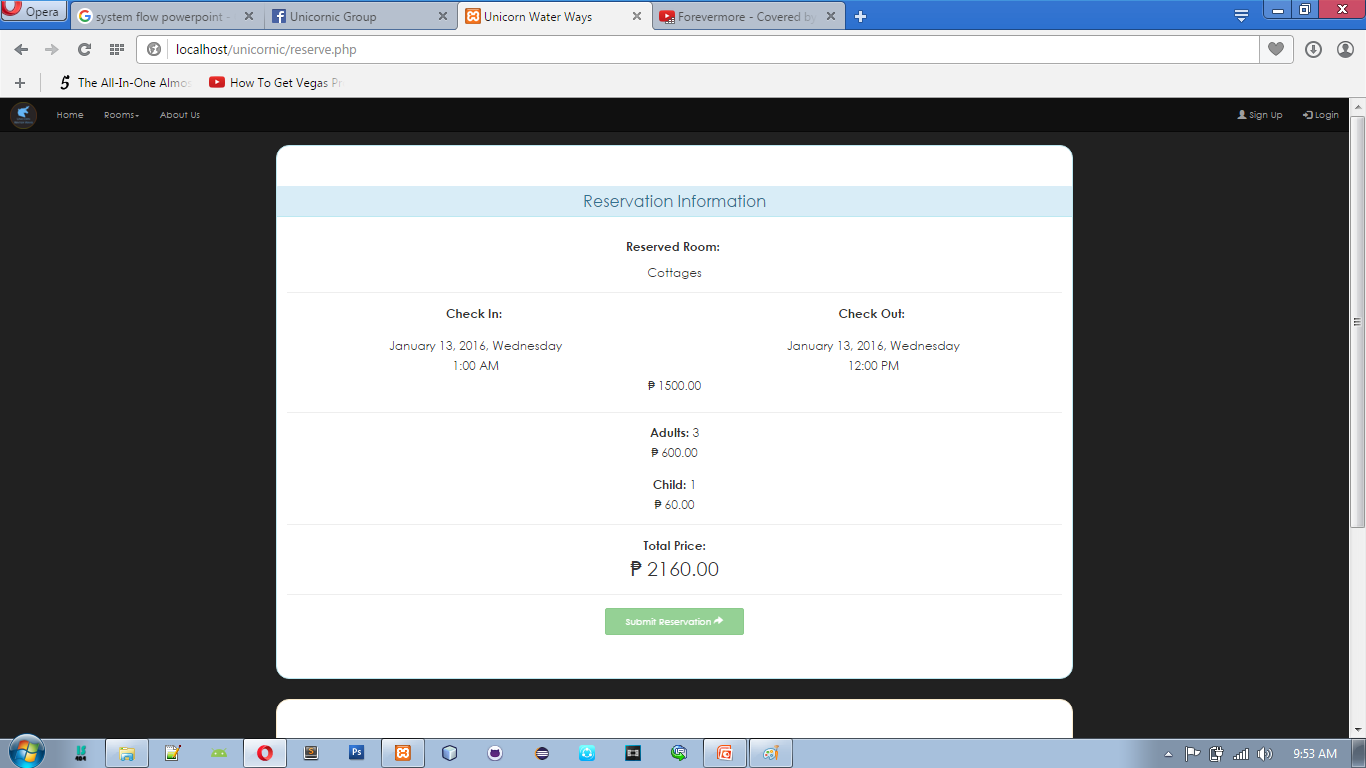 Opera
system flow powerpoint -
Unicornic Group
Unicorn Water Ways
Forevermore - Covered by
localhost/unicornic/reserve.php
The All-In-One Almos
How To Get Vegas Pr
Home
Rooms
About Us
Sign Up
Login
Reservation Information
Reserved Room:
Cottages
Check In:
Check Out:
January 13, 2016, Wednesday
January 13, 2016, Wednesday
1:00 AM
12:00 PM
₱ 1500.00
Adults: 3
₱ 600.00
Child: 1
₱ 60.00
Total Price:
₱ 2160.00
Submit Reservation
Ps
9:53 AM